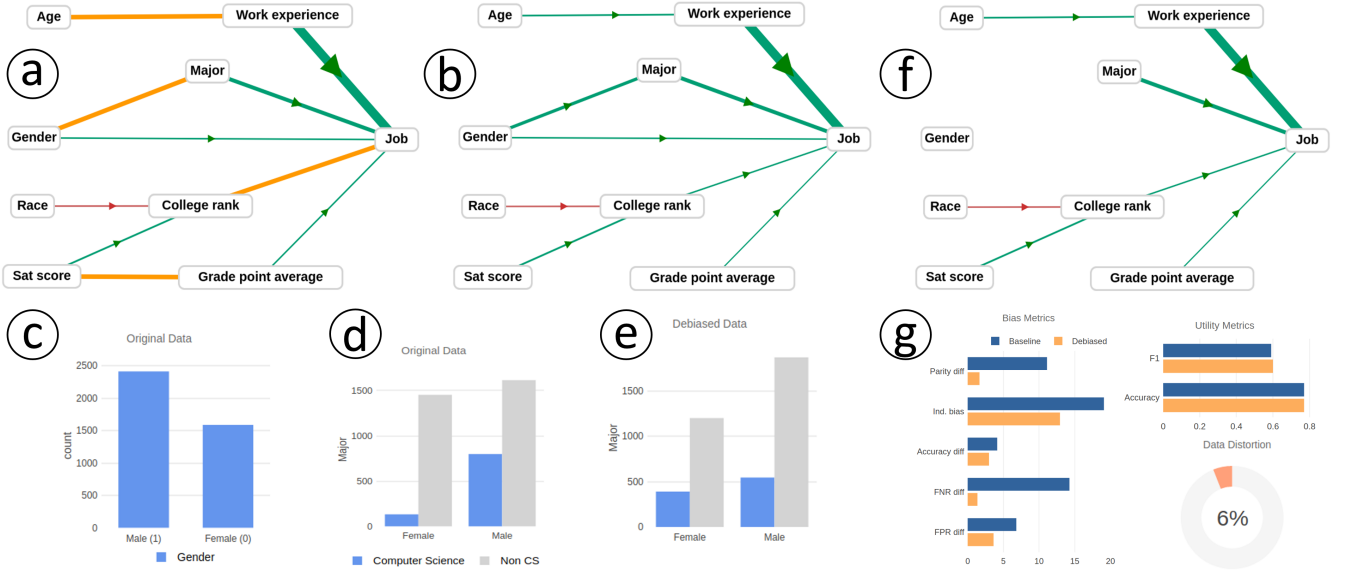 a
Age
Work experience
Major
Gender
Job
Race
College rank
Sat score
Grade point average
b
Age
Work experience
Major
Gender
Job
Race
College rank
Sat score
Grade point average
f
Age
Work experience
Major
Gender
Job
Race
College rank
Sat score
Grade point average
c
Original Data
count
2500
2000
1500
1000
500
0
Male (1)
Female (0)
Gender
d
Original Data
Major
1500
1000
500
0
Female
Male
Computer Science
Non CS
e
Debiased Data
Major
1500
1000
500
0
Female
Male
g
Bias Metrics
Baseline
Debiased
Parity diff
Ind. bias
Accuracy diff
FNR diff
FPR diff
0
5
10
15
20
Utility Metrics
F1
Accuracy
0
0.2
0.4
0.6
0.8
Data Distortion
6%